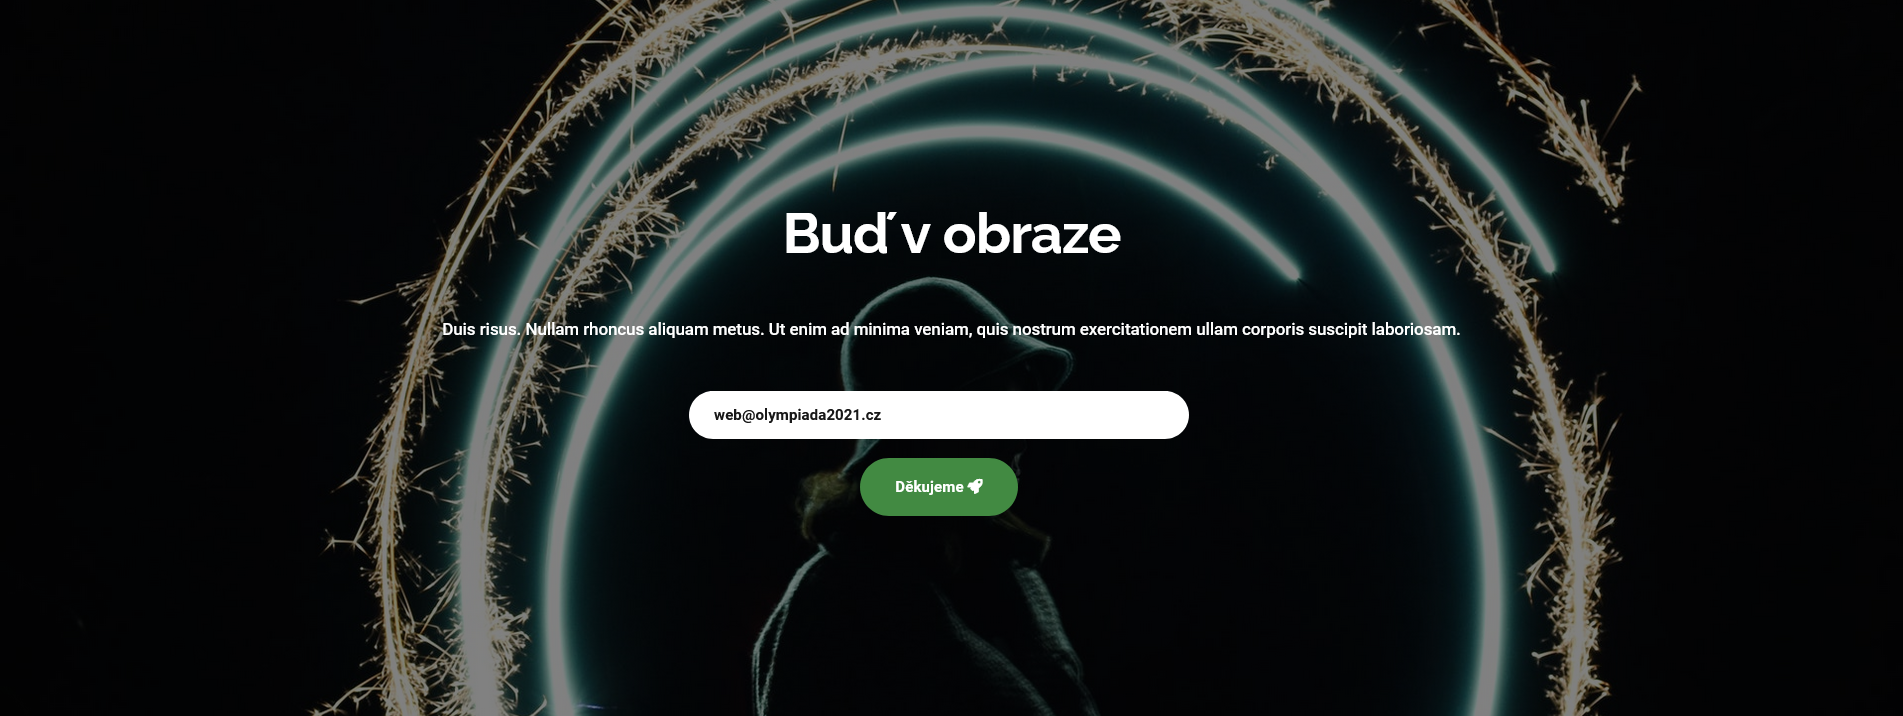 Buď v obraze
Duis risus. Nullam rhoncus aliquam metus. Ut enim ad minima veniam, quis nostrum exercitationem ullam corporis suscipit laboriosam.
web@olympiada2021.cz
Děkujeme